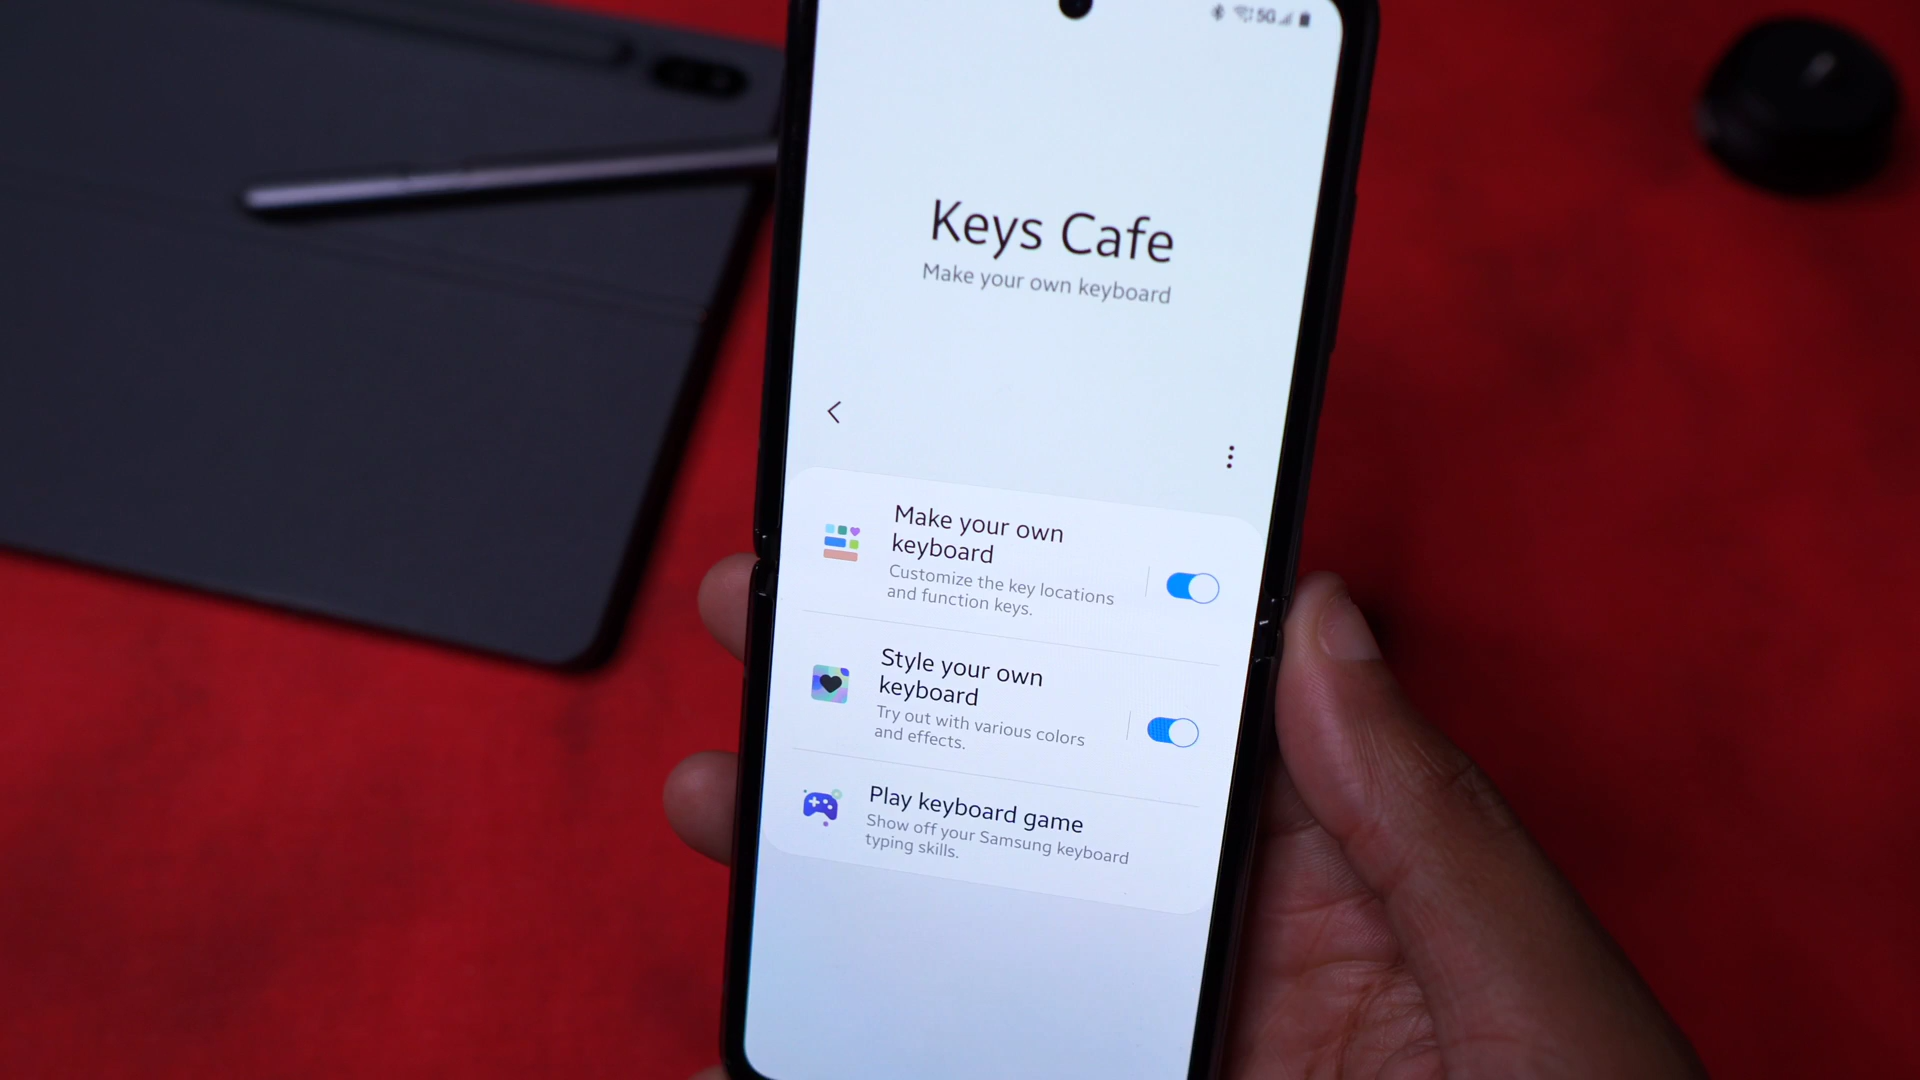 5G
Keys Cafe
Make your own keyboard
Make your own
keyboard
Customize the key locations
and function keys.
Style your own
keyboard
Try out with various colors
and effects.
Play keyboard game
Show off your Samsung keyboard
typing skills.